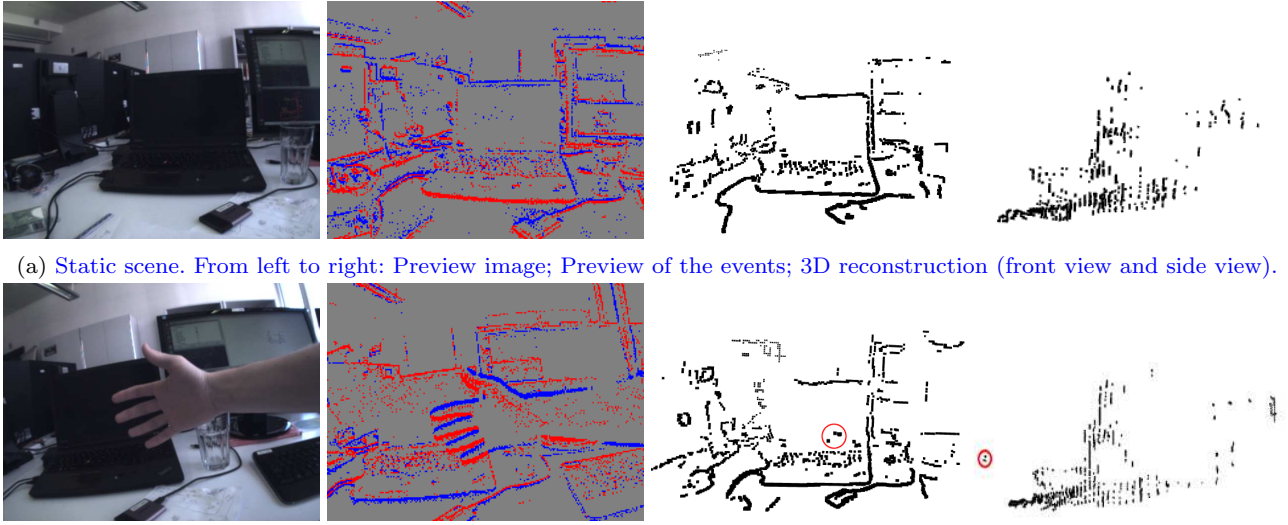 (a) Static scene. From left to right: Preview image; Preview of the events; 3D reconstruction (front view and side view).